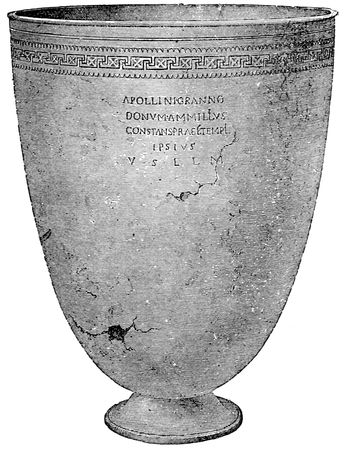 APOLLINIGRANNO
DONVMAMMILLVS
CONSTANSPRAEFTEMPL
IPSIVS
V S L L M